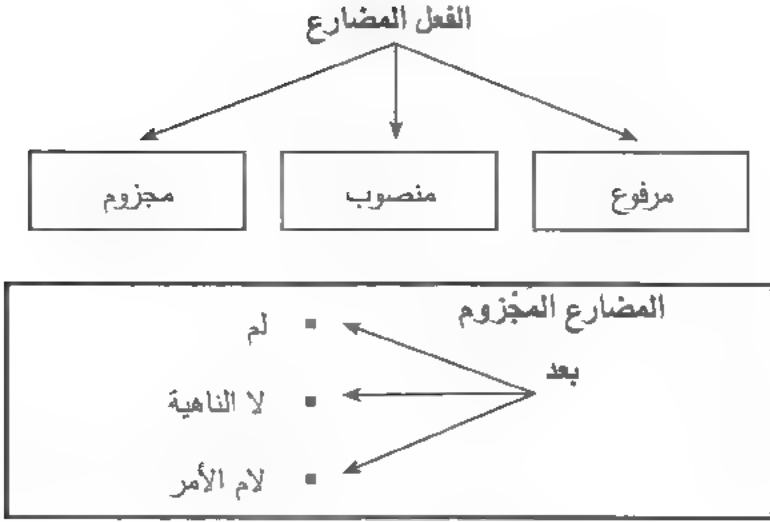 الفعل المضارع
مرفوع منصوب مجزوم
المضارع المجزوم
بعد
لم
لا الناهية
لام الأمر